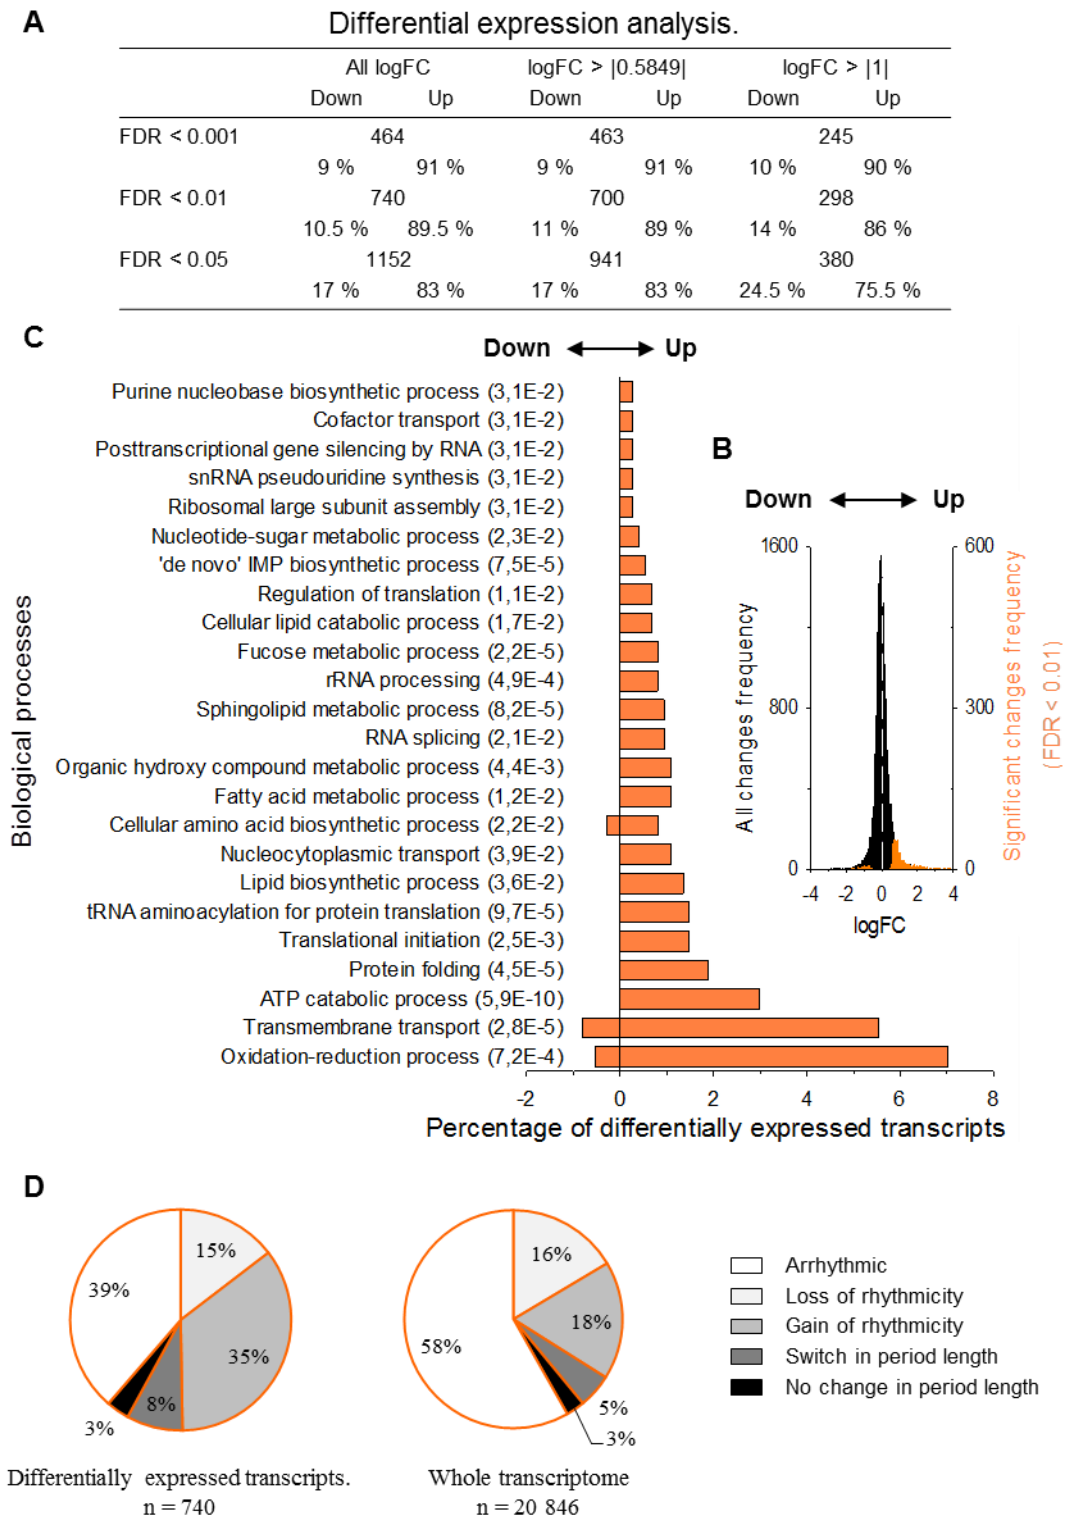 A
Differential expression analysis.
All logFC logFC > |0.5849| logFC > |1|
Down Up Down Up Down Up
FDR < 0.001 464 463 245
9 % 91 % 9 % 91 % 10 % 90 %
FDR < 0.01 740 700 298
10.5 % 89.5 % 11 % 89 % 14 % 86 %
FDR < 0.05 1152 941 380
17 % 83 % 17 % 83 % 24.5 % 75.5 %
C
Down Up
Biological processes
Purine nucleobase biosynthetic process (3,1E-2)
Cofactor transport (3,1E-2)
Posttranscriptional gene silencing by RNA (3,1E-2)
snRNA pseudouridine synthesis (3,1E-2)
Ribosomal large subunit assembly (3,1E-2)
Nucleotide-sugar metabolic process (2,3E-2)
'de novo' IMP biosynthetic process (7,5E-5)
Regulation of translation (1,1E-2)
Cellular lipid catabolic process (1,7E-2)
Fucose metabolic process (2,2E-5)
rRNA processing (4,9E-4)
Sphingolipid metabolic process (8,2E-5)
RNA splicing (2,1E-2)
Organic hydroxy compound metabolic process (4,4E-3)
Fatty acid metabolic process (1,2E-2)
Cellular amino acid biosynthetic process (2,2E-2)
Nucleocytoplasmic transport (3,9E-2)
Lipid biosynthetic process (3,6E-2)
tRNA aminoacylation for protein translation (9,7E-5)
Translational initiation (2,5E-3)
Protein folding (4,5E-5)
ATP catabolic process (5,9E-10)
Transmembrane transport (2,8E-5)
Oxidation-reduction process (7,2E-4)
-2 0 2 4 6 8
Percentage of differentially expressed transcripts
B
Down Up
All changes frequency
1600
800
0
600
300
0
Significant changes frequency
(FDR < 0.01)
-4 -2 0 2 4
logFC
D
15%
35%
8%
3%
39%
Differentially expressed transcripts.
n = 740
16%
18%
5%
3%
58%
Whole transcriptome
n = 20 846
Arrhythmic
Loss of rhythmicity
Gain of rhythmicity
Switch in period length
No change in period length